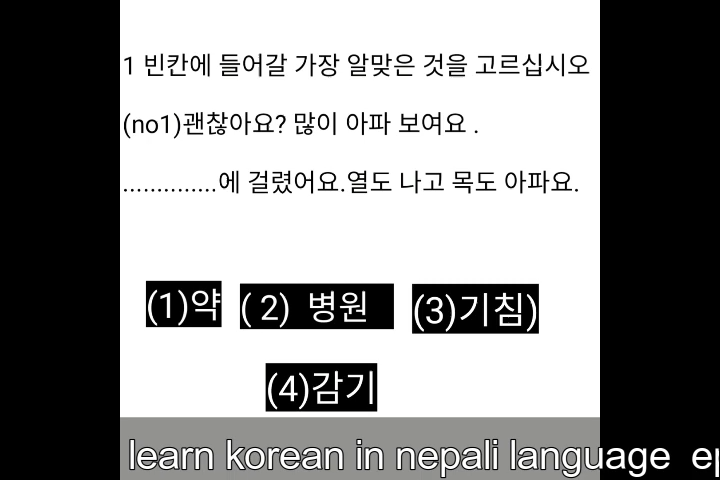 1 빈칸에 들어갈 가장 알맞은 것을 고르십시오
(no1)괜찮아요? 많이 아파 보여요 .
..............에 걸렸어요.열도 나고 목도 아파요.
(1)약 ( 2) 병원 (3)기침)
(4)감기
learn korean in nepali language ep